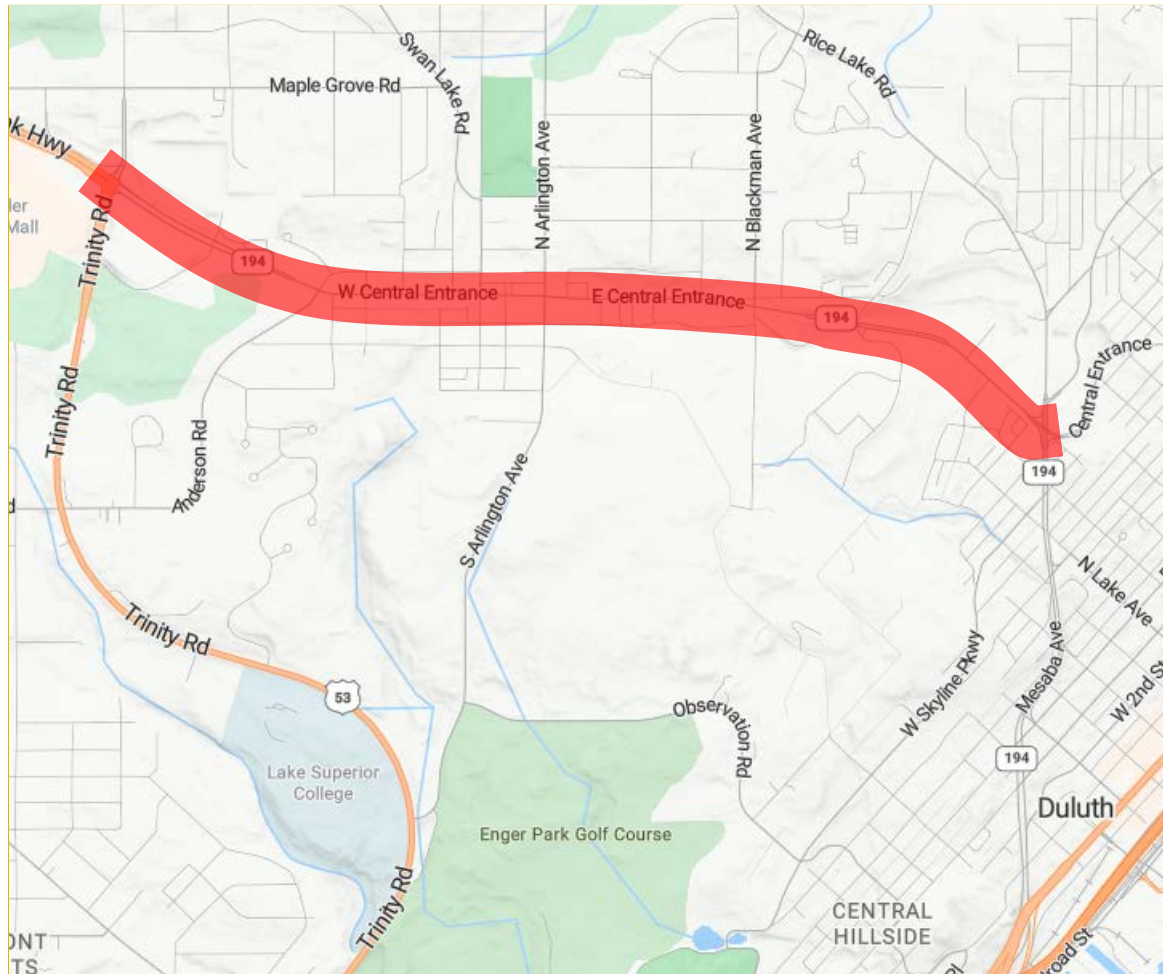 Swan Lake Rd
Rice Lake Rd
Maple Grove Rd
Hwy
N Arlington Ave
N Blackman Ave
Mall
Trinity Rd
194
W Central Entrance
E Central Entrance
194
Central Entrance
Trinity Rd
Anderson Rd
194
S Arlington Ave
N Lake Ave
Trinity Rd
W Skyline Pkwy
Mesaba Ave
W 2nd St
53
Observation
Rd
194
Lake Superior
College
Duluth
Enger Park Golf Course
Trinity Rd
CENTRAL
HILLSIDE